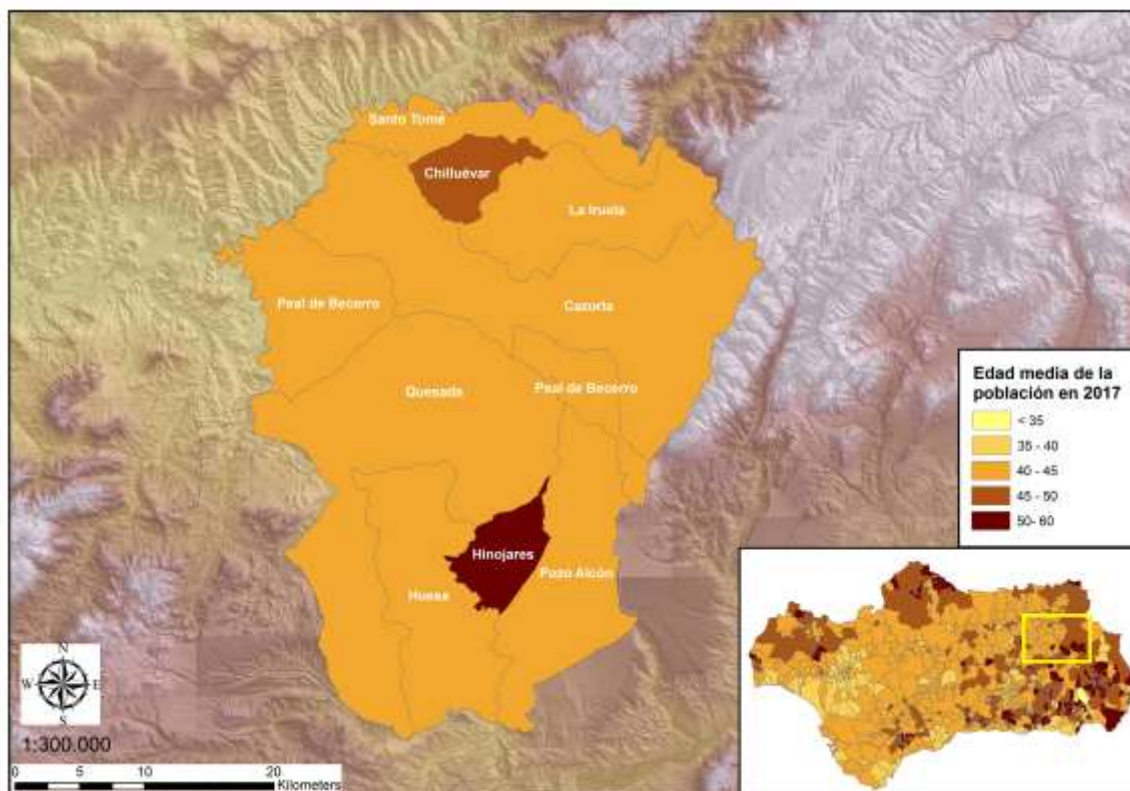 Santo Tomé
Chilluévar
La Iruela
Peal de Becerro
Cazorla
Quesada
Peal de Becerro
Hinojares
Pozo Alcón
Huesa
Edad media de la
población en 2017
< 35
35 - 40
40 - 45
45 - 50
50- 60
N
W E
S
1:300.000
0 5 10 20
Kilometers